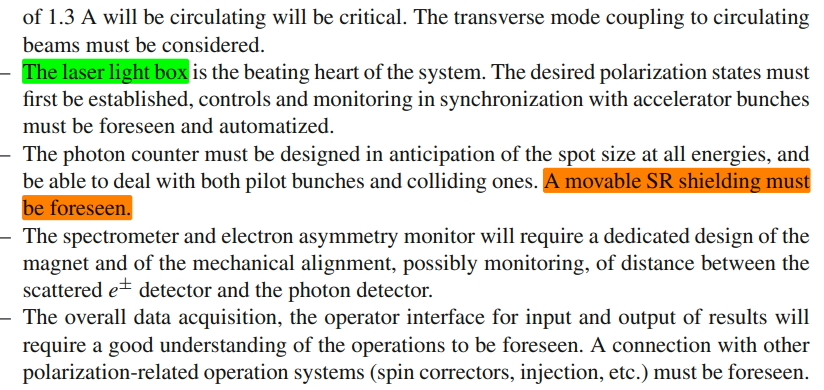 of 1.3 A will be circulating will be critical. The transverse mode coupling to circulating
beams must be considered.
– The laser light box is the beating heart of the system. The desired polarization states must
first be established, controls and monitoring in synchronization with accelerator bunches
must be foreseen and automatized.
– The photon counter must be designed in anticipation of the spot size at all energies, and
be able to deal with both pilot bunches and colliding ones. A movable SR shielding must
be foreseen.
– The spectrometer and electron asymmetry monitor will require a dedicated design of the
magnet and of the mechanical alignment, possibly monitoring, of distance between the
scattered e± detector and the photon detector.
– The overall data acquisition, the operator interface for input and output of results will
require a good understanding of the operations to be foreseen. A connection with other
polarization-related operation systems (spin correctors, injection, etc.) must be foreseen.